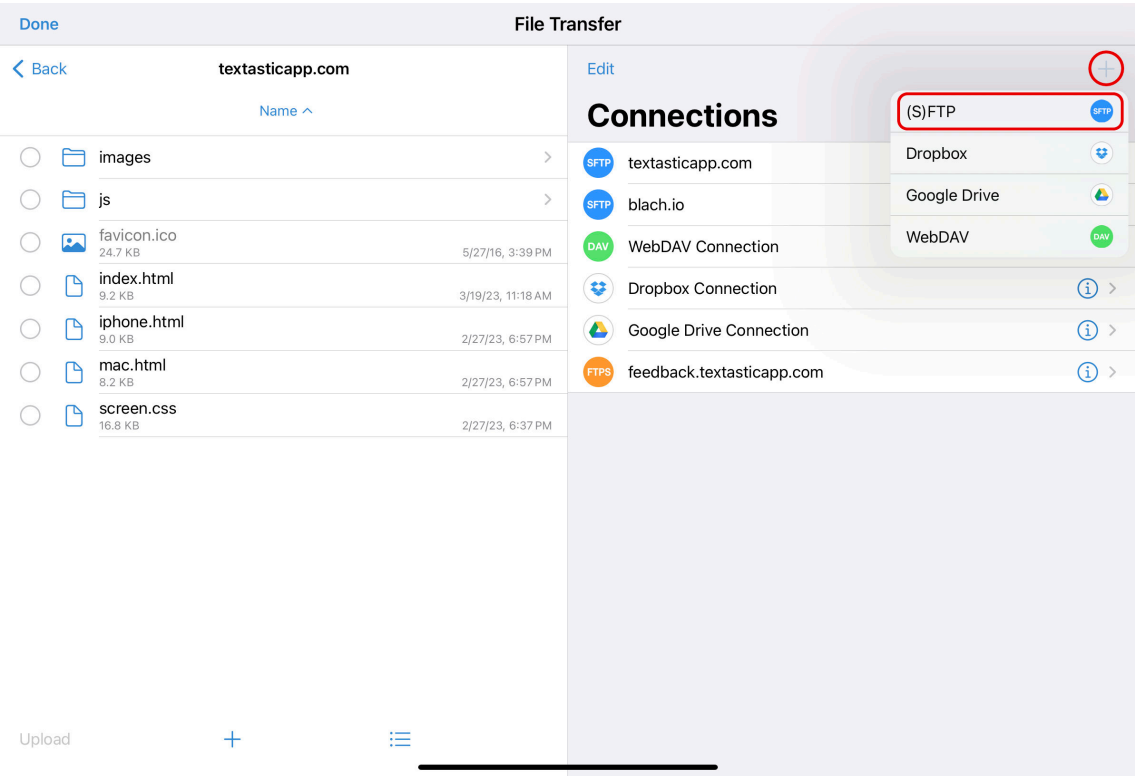 Done
File Transfer
Back
textasticapp.com
Name
images
js
favicon.ico
24.7 KB
5/27/16, 3:39 PM
index.html
9.2 KB
3/19/23, 11:18 AM
iphone.html
9.0 KB
2/27/23, 6:57 PM
mac.html
8.2 KB
2/27/23, 6:57 PM
screen.css
16.8 KB
2/27/23, 6:37 PM
Upload
Edit
Connections
(S)FTP
SFTP
Dropbox
Google Drive
WebDAV
DAV
SFTP
textasticapp.com
SFTP
blach.io
DAV
WebDAV Connection
Dropbox Connection
Google Drive Connection
FTPS
feedback.textasticapp.com